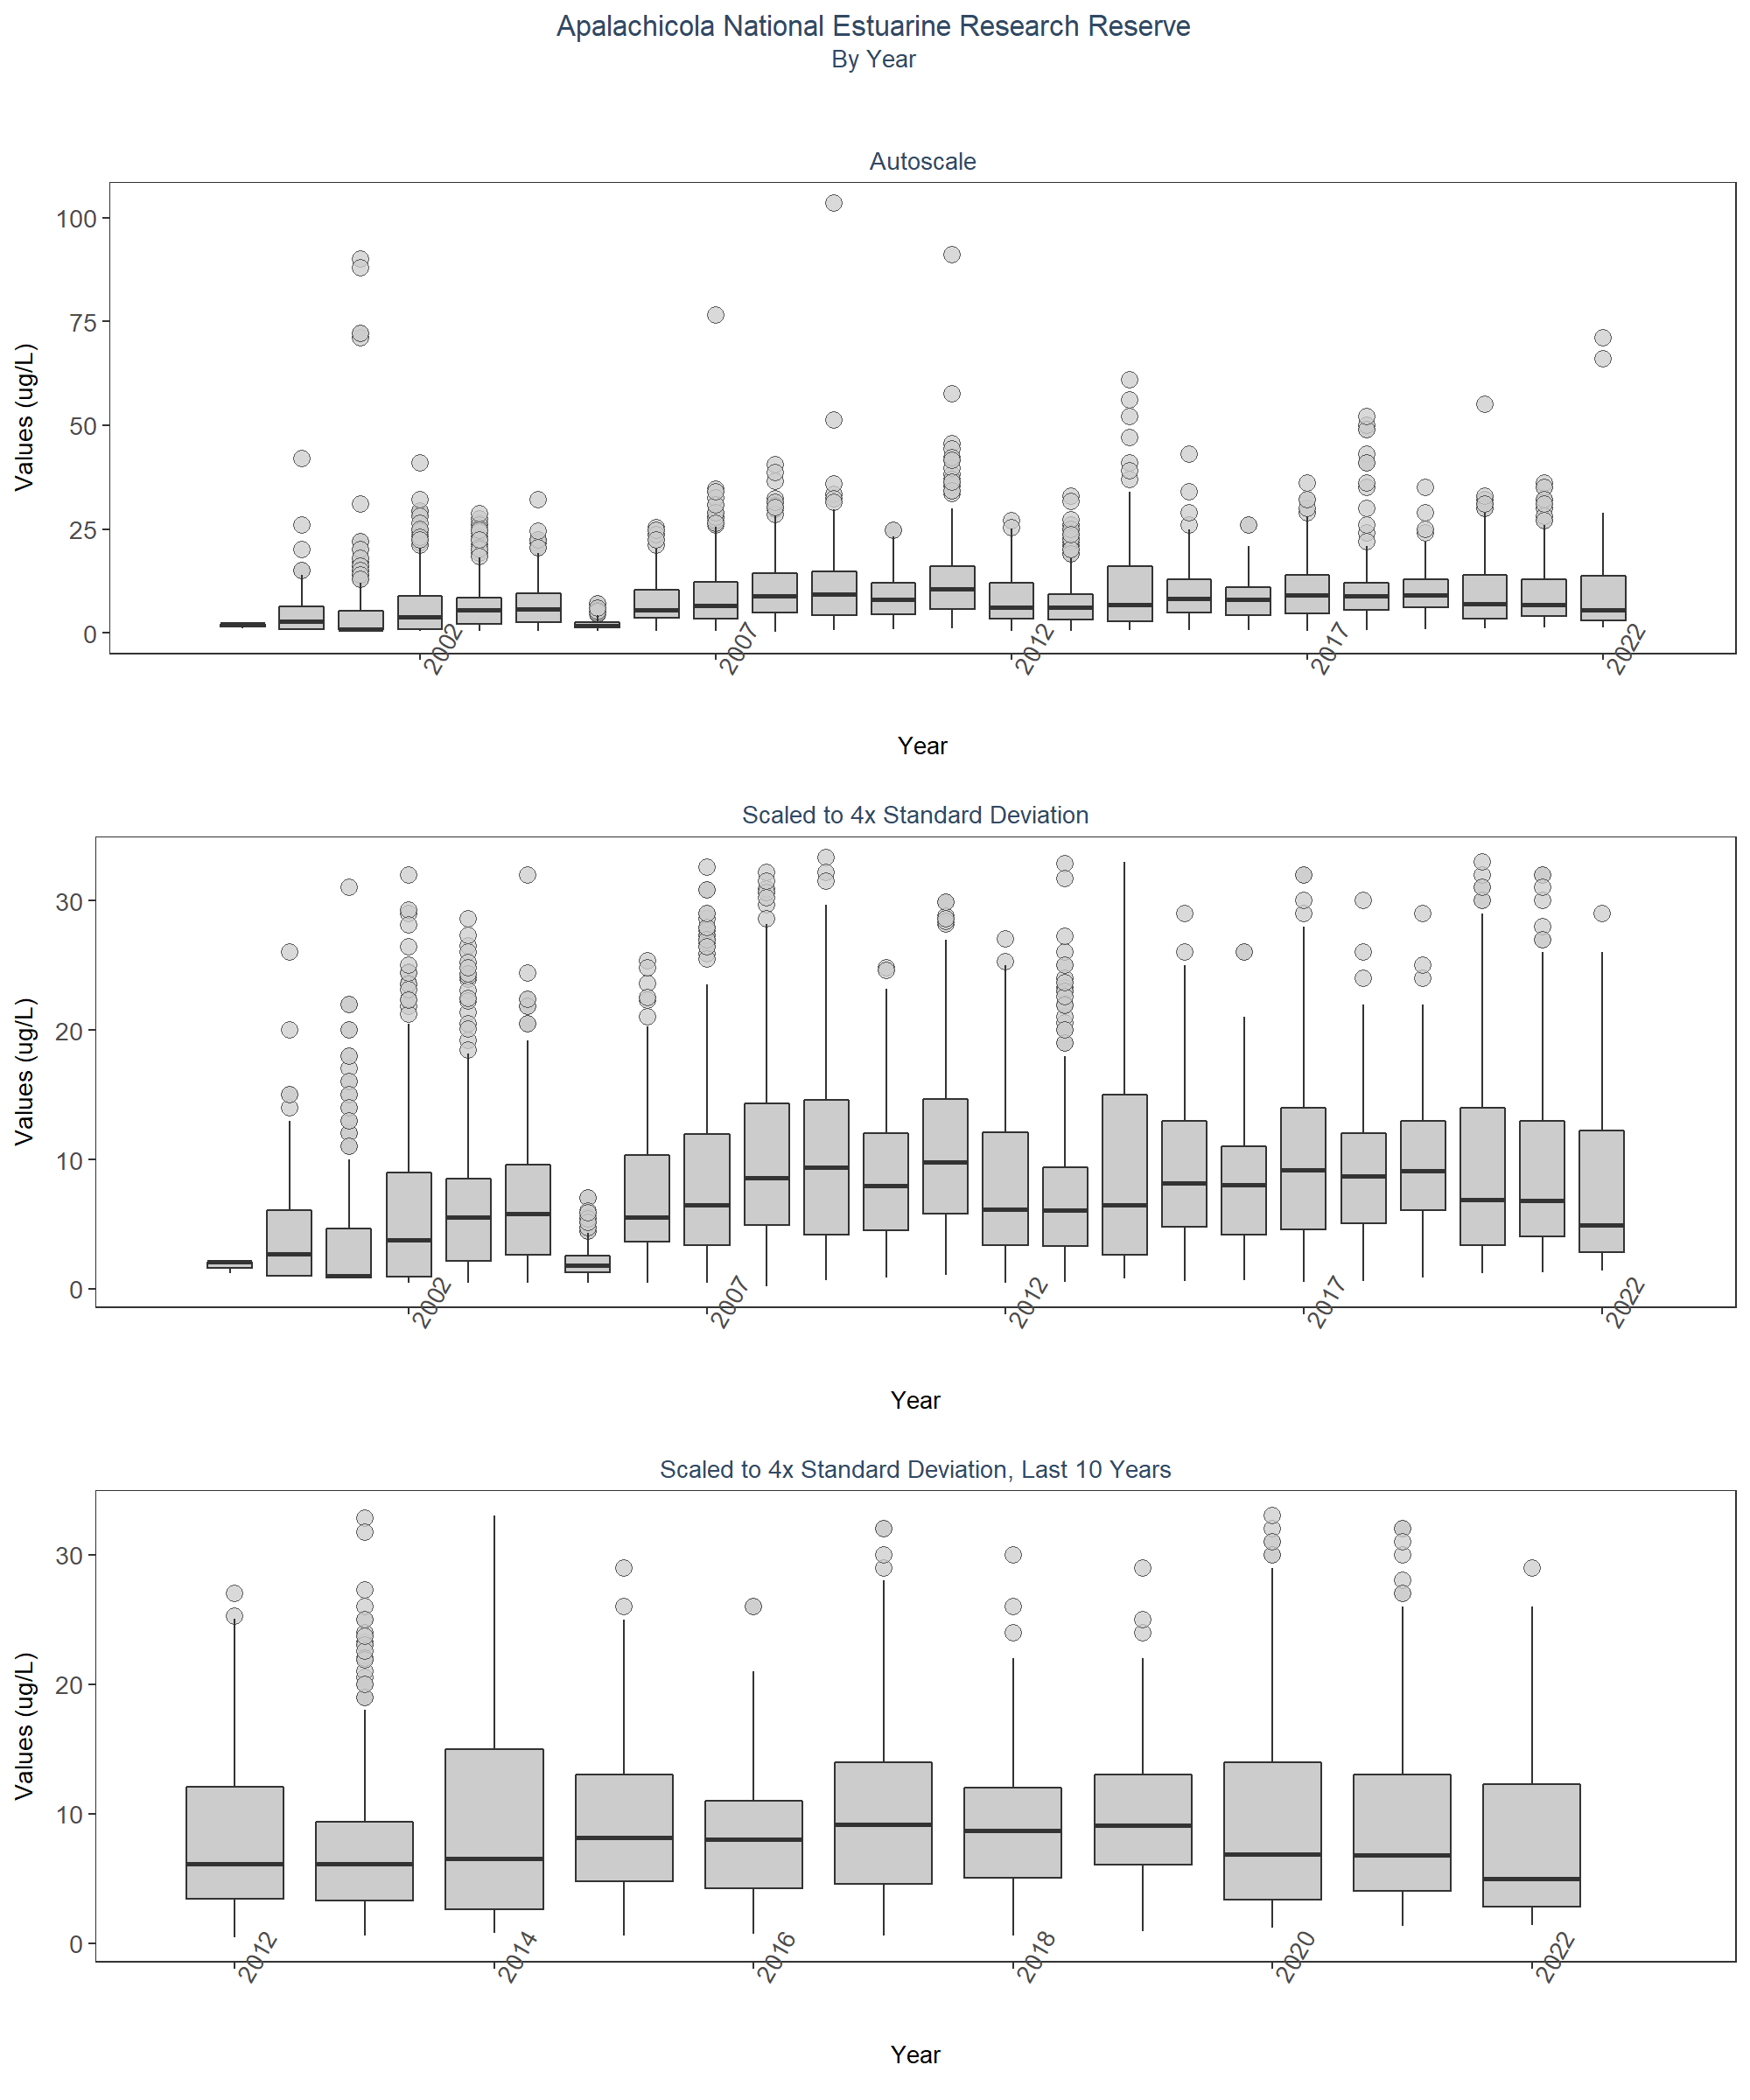 Apalachicola National Estuarine Research Reserve
By Year
Autoscale
Values (ug/L)
100
75
50
25
0
2002
2007
2012
2017
2022
Year
Scaled to 4x Standard Deviation
Values (ug/L)
30
20
10
0
2002
2007
2012
2017
2022
Year
Scaled to 4x Standard Deviation, Last 10 Years
Values (ug/L)
30
20
10
0
2012
2014
2016
2018
2020
2022
Year